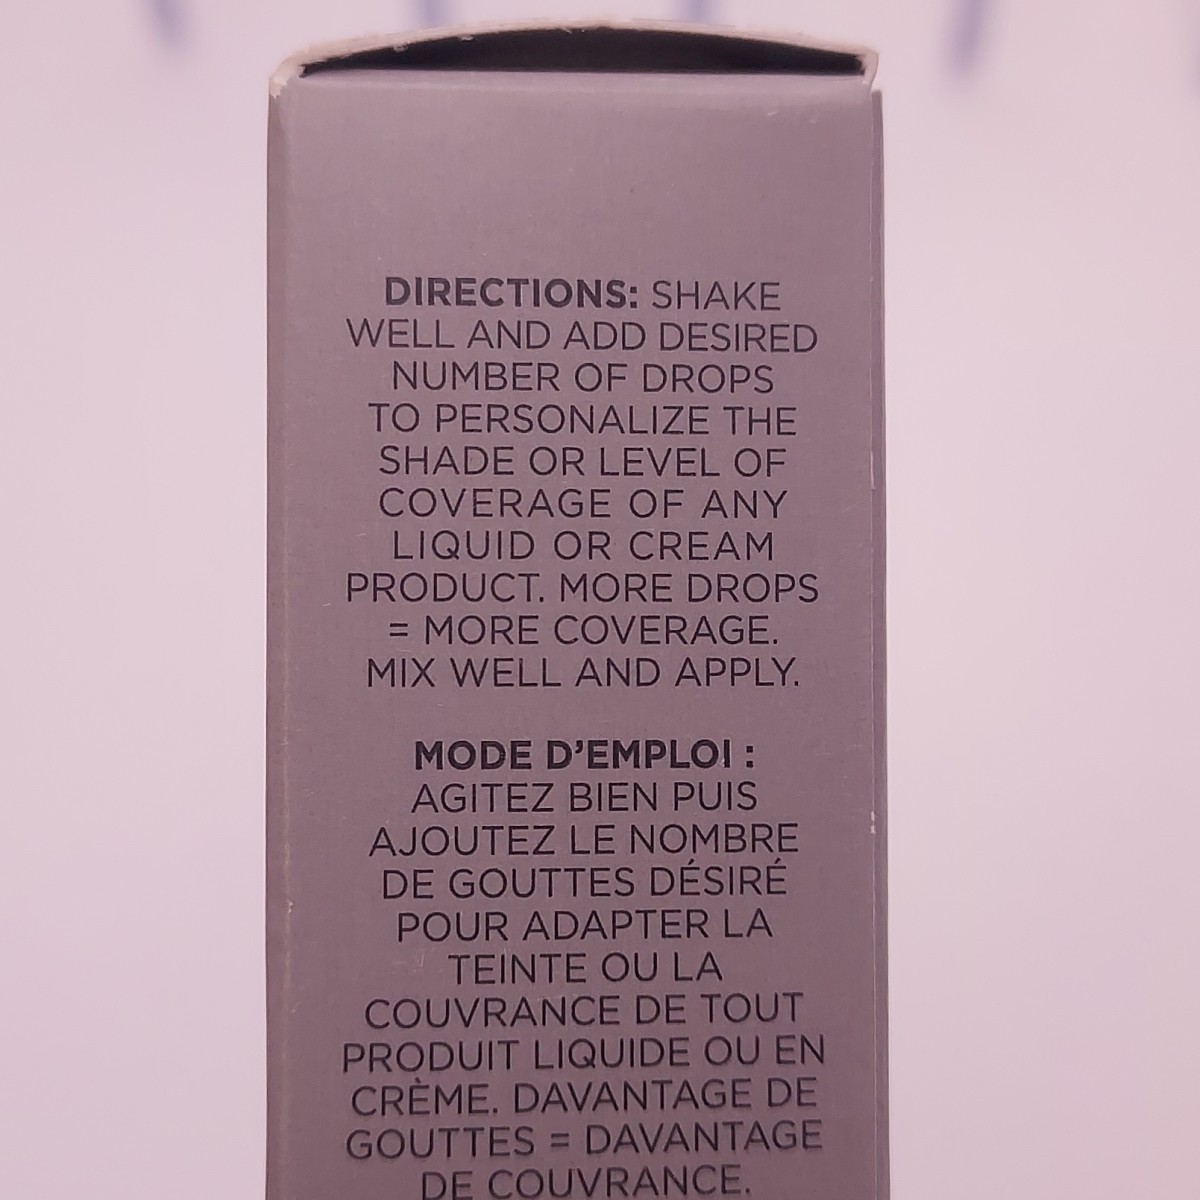 DIRECTIONS: SHAKE
WELL AND ADD DESIRED
NUMBER OF DROPS
TO PERSONALIZE THE
SHADE OR LEVEL OF
COVERAGE OF ANY
LIQUID OR CREAM
PRODUCT. MORE DROPS
= MORE COVERAGE.
MIX WELL AND APPLY.
MODE D'EMPLOI :
AGITEZ BIEN PUIS
AJOUTEZ LE NOMBRE
DE GOUTTES DÉSIRÉ
POUR ADAPTER LA
TEINTE OU LA
COUVRANCE DE TOUT
PRODUIT LIQUIDE OU EN
CRÈME. DAVANTAGE DE
GOUTTES = DAVANTAGE
DE COUVRANCE.